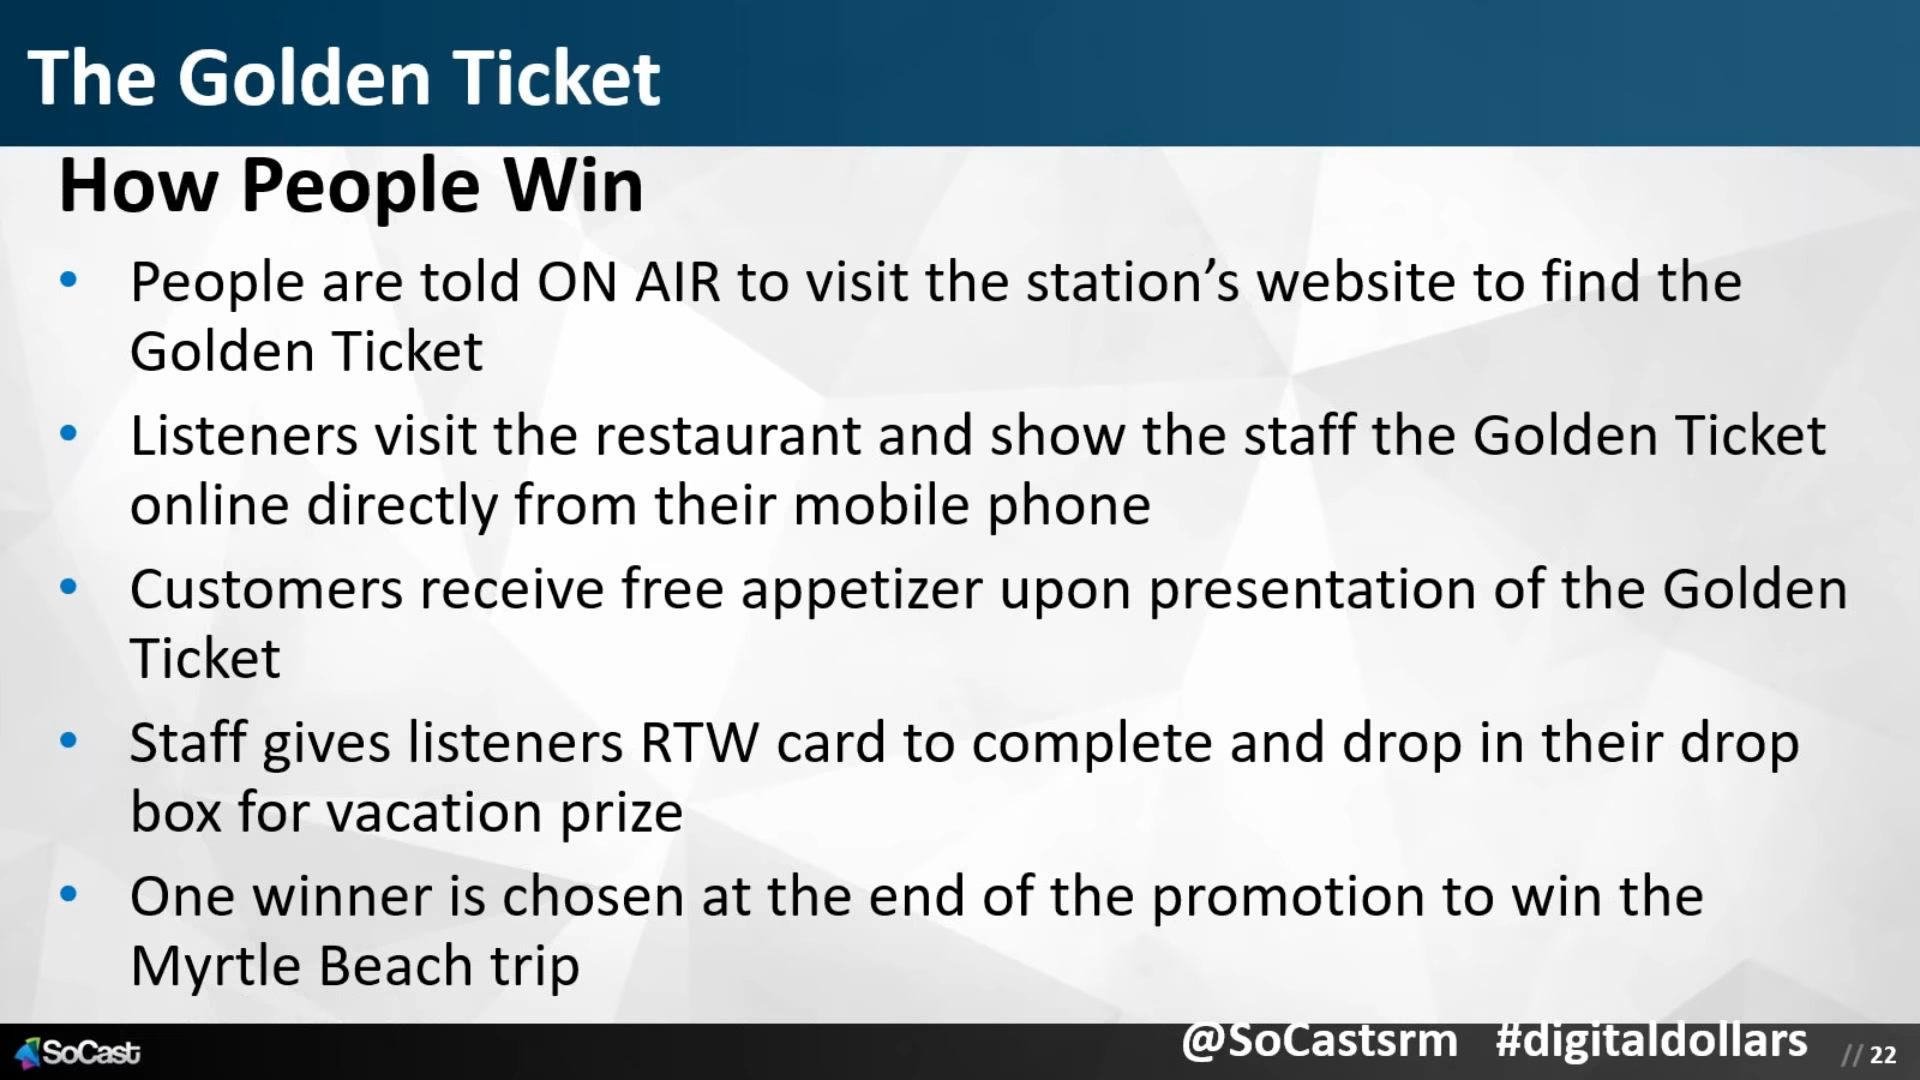 The Golden Ticket
How People Win
• People are told ON AIR to visit the station’s website to find the
Golden Ticket
• Listeners visit the restaurant and show the staff the Golden Ticket
online directly from their mobile phone
• Customers receive free appetizer upon presentation of the Golden
Ticket
• Staff gives listeners RTW card to complete and drop in their drop
box for vacation prize
• One winner is chosen at the end of the promotion to win the
Myrtle Beach trip
SoCast
@SoCastsrm #digitaldollars // 22